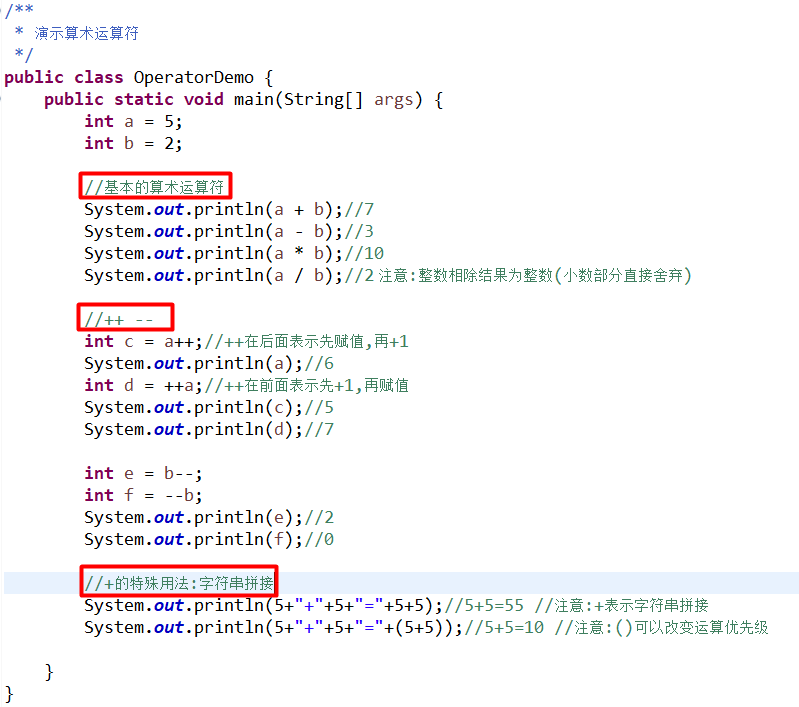 /**
 * 演示算术运算符
 */
public class OperatorDemo {
    public static void main(String[] args) {
        int a = 5;
        int b = 2;

        //基本的算术运算符
        System.out.println(a + b);//7
        System.out.println(a - b);//3
        System.out.println(a * b);//10
        System.out.println(a / b);//2注意:整数相除结果为整数(小数部分直接舍弃)

        //++ --
        int c = a++;//++在后面表示先赋值,再+1
        System.out.println(a);//6
        int d = ++a;//++在前面表示先+1,再赋值
        System.out.println(c);//5
        System.out.println(d);//7

        int e = b--;
        int f = --b;
        System.out.println(e);//2
        System.out.println(f);//0

        //+的特殊用法:字符串拼接
        System.out.println(5+"+"+5+"="+5+5);//5+5=55 //注意:+表示字符串拼接
        System.out.println(5+"+"+5+"="+(5+5));//5+5=10 //注意:()可以改变运算优先级

    }
}